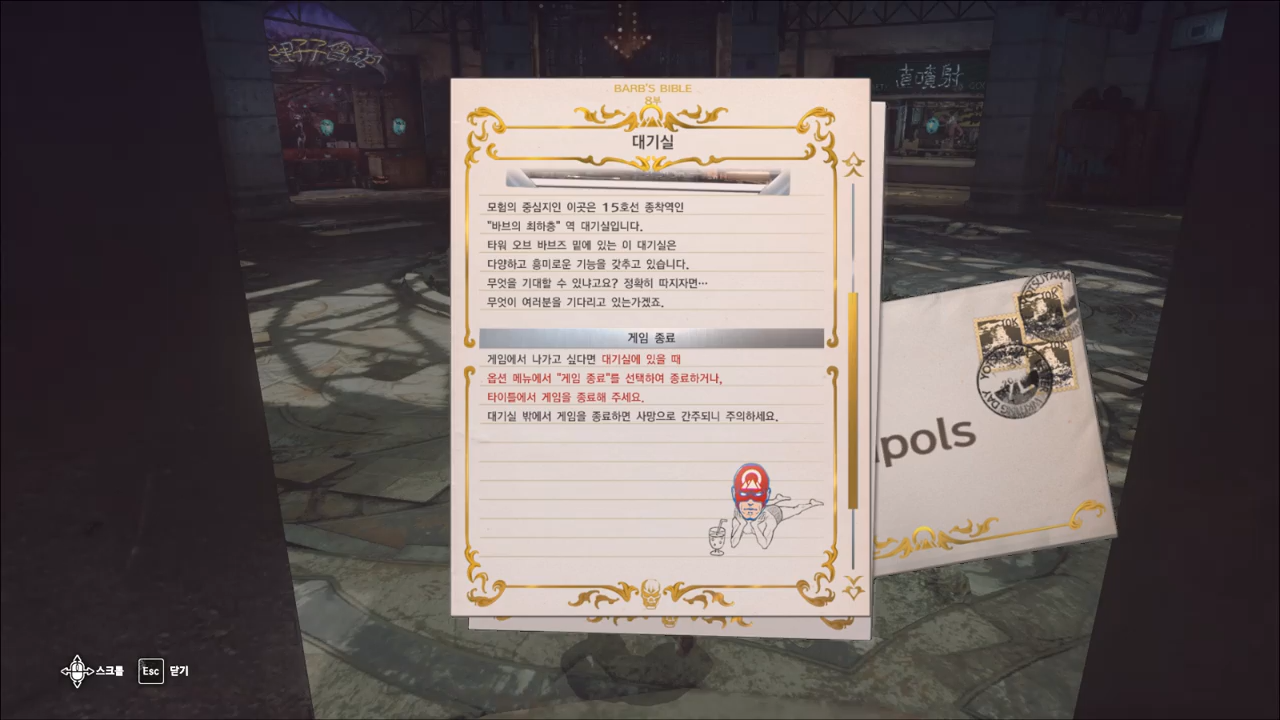 BARB'S BIBLE
8부
대기실
모험의 중심지인 이곳은 15호선 종착역인
"바브의 최하층" 역 대기실입니다.
타워 오브 바브즈 밑에 있는 이 대기실은
다양하고 흥미로운 기능을 갖추고 있습니다.
무엇을 기대할 수 있냐고요? 정확히 따지자면…
무엇이 여러분을 기다리고 있는가겠죠.
게임 종료
게임에서 나가고 싶다면 대기실에 있을 때
옵션 메뉴에서 "게임 종료"를 선택하여 종료하거나,
타이틀에서 게임을 종료해 주세요.
대기실 밖에서 게임을 종료하면 사망으로 간주되니 주의하세요.
pols
直噴射
스크롤
Esc 닫기